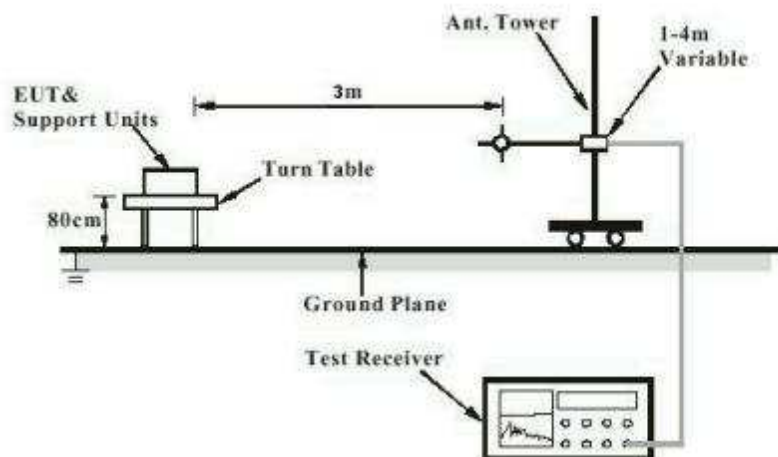 Ant. Tower
1-4m
Variable
3m
EUT&
Support Units
Turn Table
80cm
Ground Plane
Test Receiver